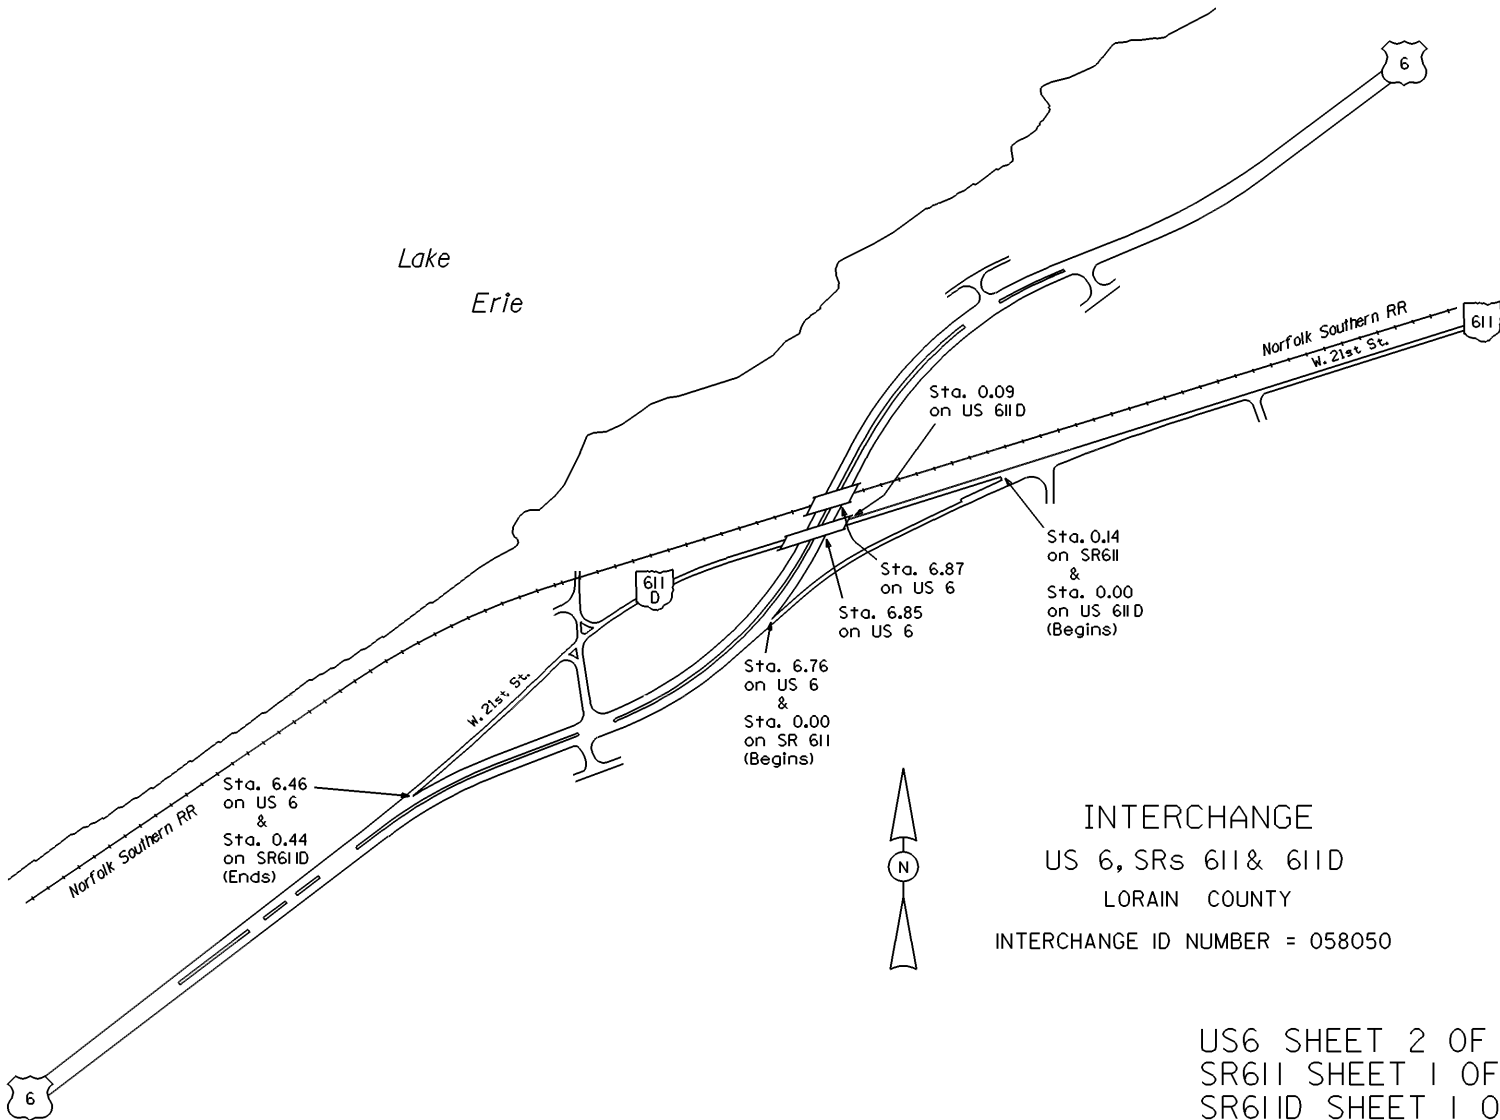 6
Lake
Erie
Norfolk Southern RR
W. 21st St.
611
Sta. 0.09
on US 611D
Sta. 0.14
on SR611
&
Sta. 0.00
on US 611D
(Begins)
Sta. 6.87
on US 6
611
D
Sta. 6.85
on US 6
Sta. 6.76
on US 6
&
Sta. 0.00
on SR 611
(Begins)
W. 21st St.
Sta. 6.46
on US 6
&
Sta. 0.44
on SR611D
(Ends)
Norfolk Southern RR
N
INTERCHANGE
US 6, SRs 611 & 611D
LORAIN COUNTY
INTERCHANGE ID NUMBER = 058050
US6 SHEET 2 OF
SR611 SHEET 1 OF
SR611D SHEET 1 O
6